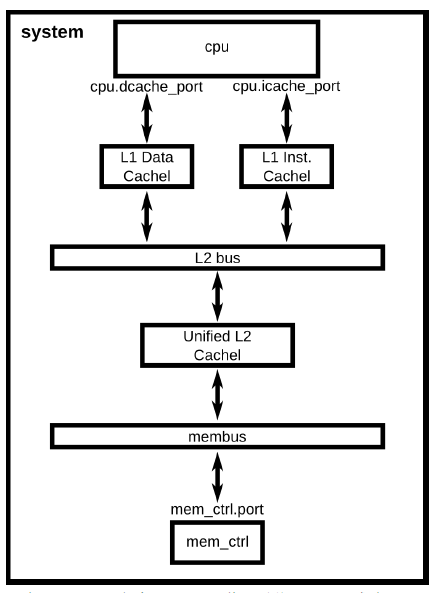 system
cpu
cpu.dcache_port
cpu.icache_port
L1 Data
Cachel
L1 Inst.
Cachel
L2 bus
Unified L2
Cachel
membus
mem_ctrl.port
mem_ctrl